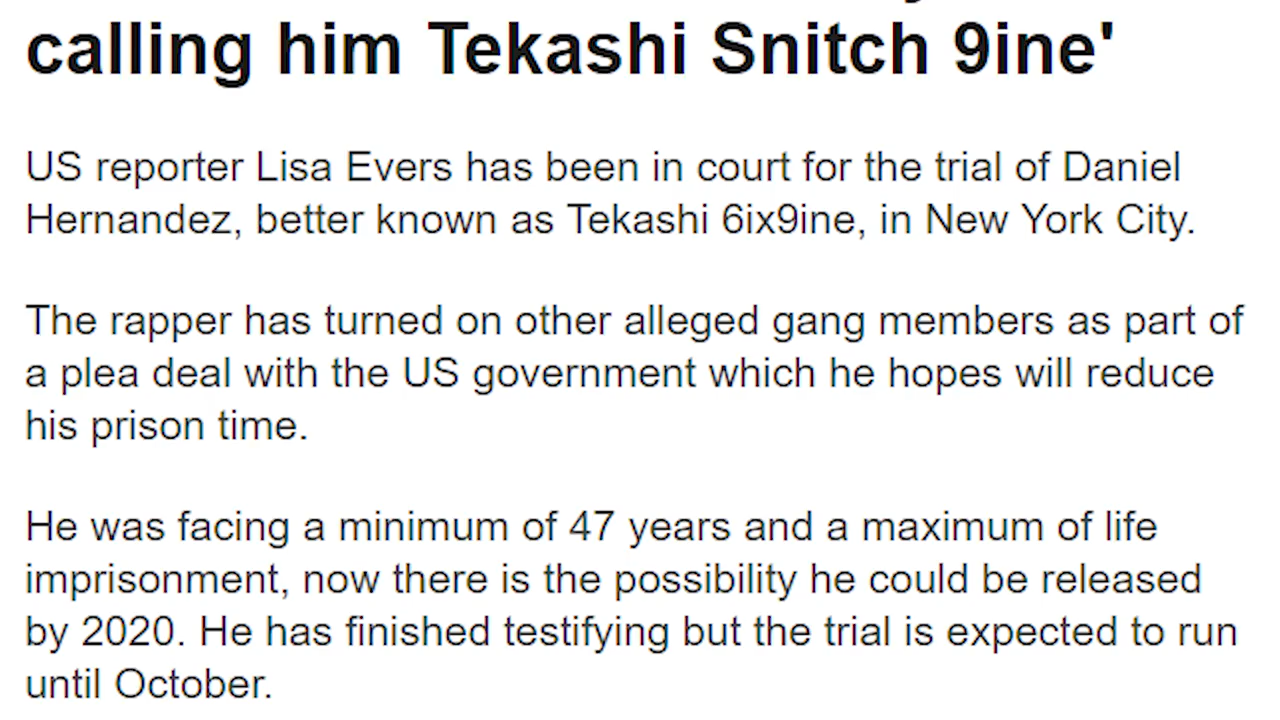 calling him Tekashi Snitch 9ine'
US reporter Lisa Evers has been in court for the trial of Daniel
Hernandez, better known as Tekashi 6ix9ine, in New York City.
The rapper has turned on other alleged gang members as part of
a plea deal with the US government which he hopes will reduce
his prison time.
He was facing a minimum of 47 years and a maximum of life
imprisonment, now there is the possibility he could be released
by 2020. He has finished testifying but the trial is expected to run
until October.